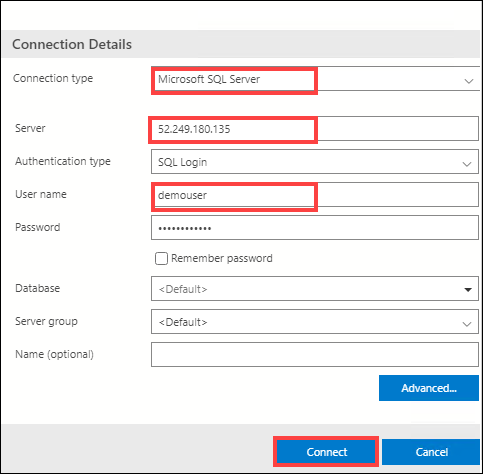 Connection Details
Connection type Microsoft SQL Server
Server 52.249.180.135
Authentication type SQL Login
User name demouser
Password ••••••••••••
Remember password
Database <Default>
Server group <Default>
Name (optional)
Advanced...
Connect Cancel